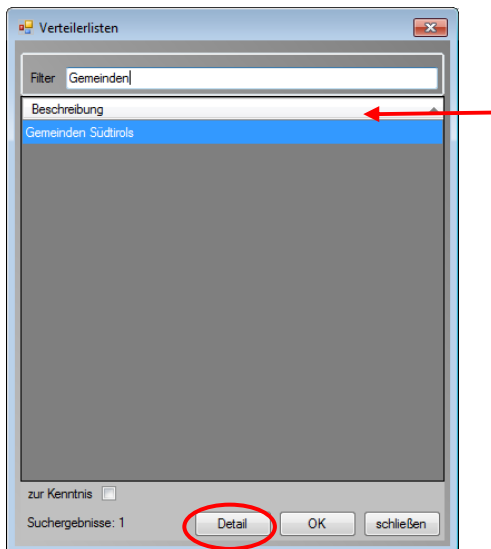 Verteilerlisten
Filter Gemeinden
Beschreibung
Gemeinden Südtirols
zur Kenntnis
Suchergebnisse: 1 Detail OK schließen